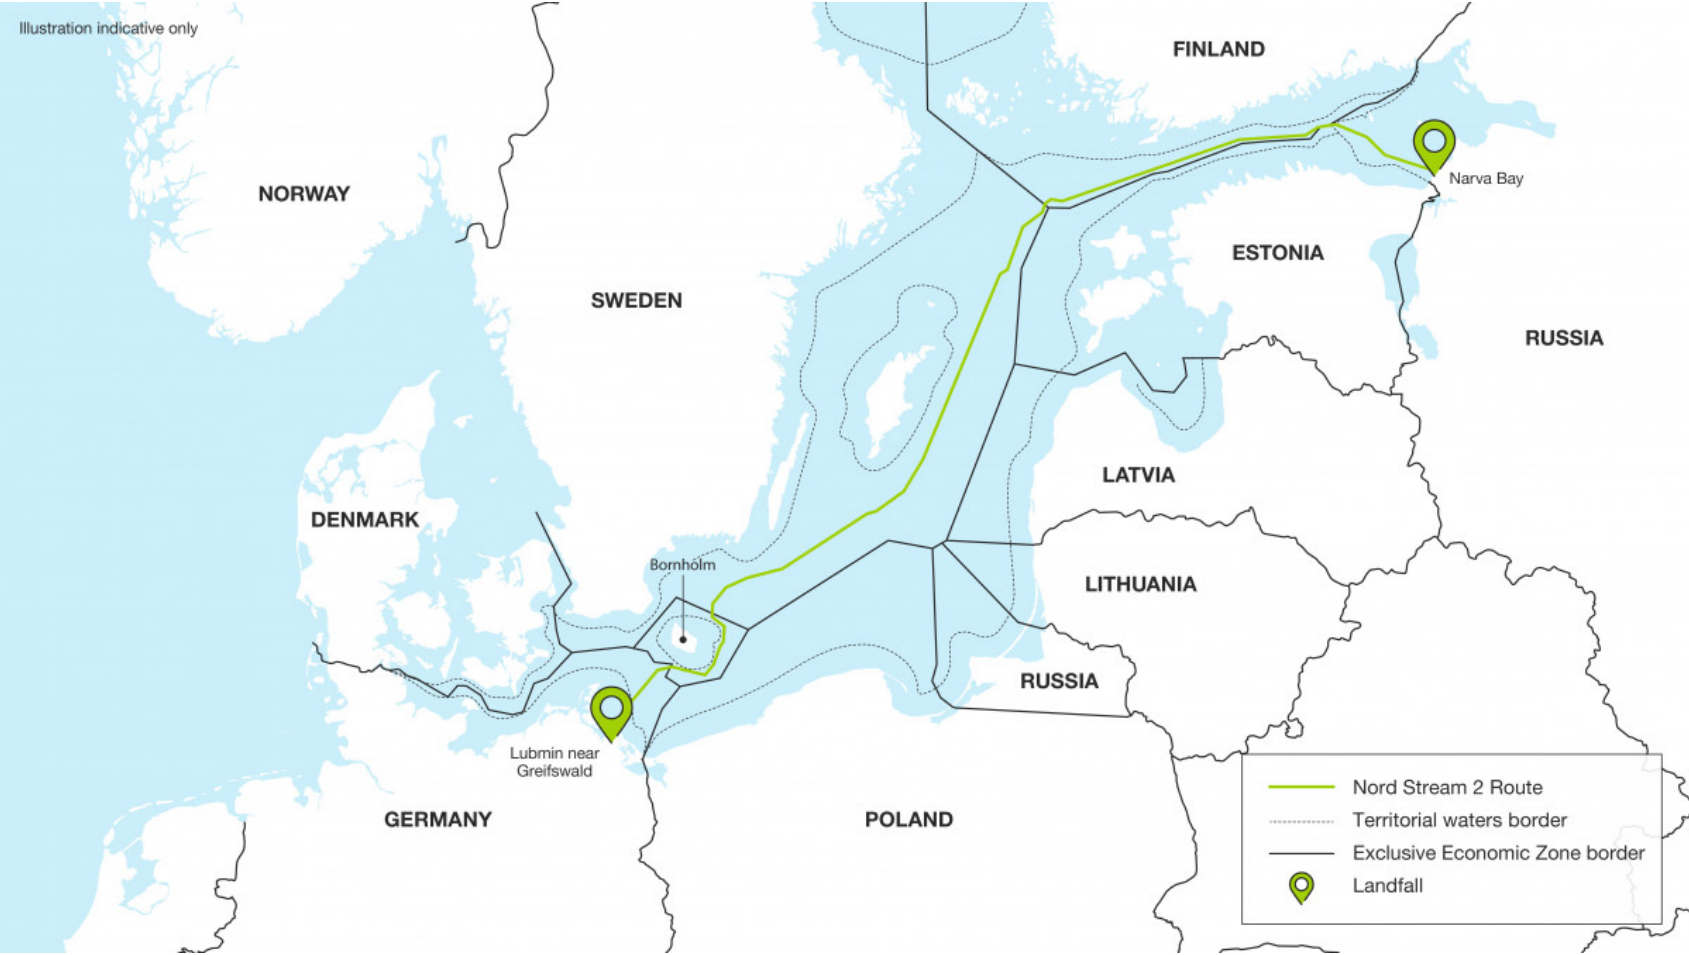 Illustration indicative only
FINLAND
NORWAY
Narva Bay
ESTONIA
SWEDEN
RUSSIA
LATVIA
DENMARK
Bornholm
LITHUANIA
RUSSIA
Lubmin near
Greifswald
GERMANY
POLAND
Nord Stream 2 Route
Territorial waters border
Exclusive Economic Zone border
Landfall